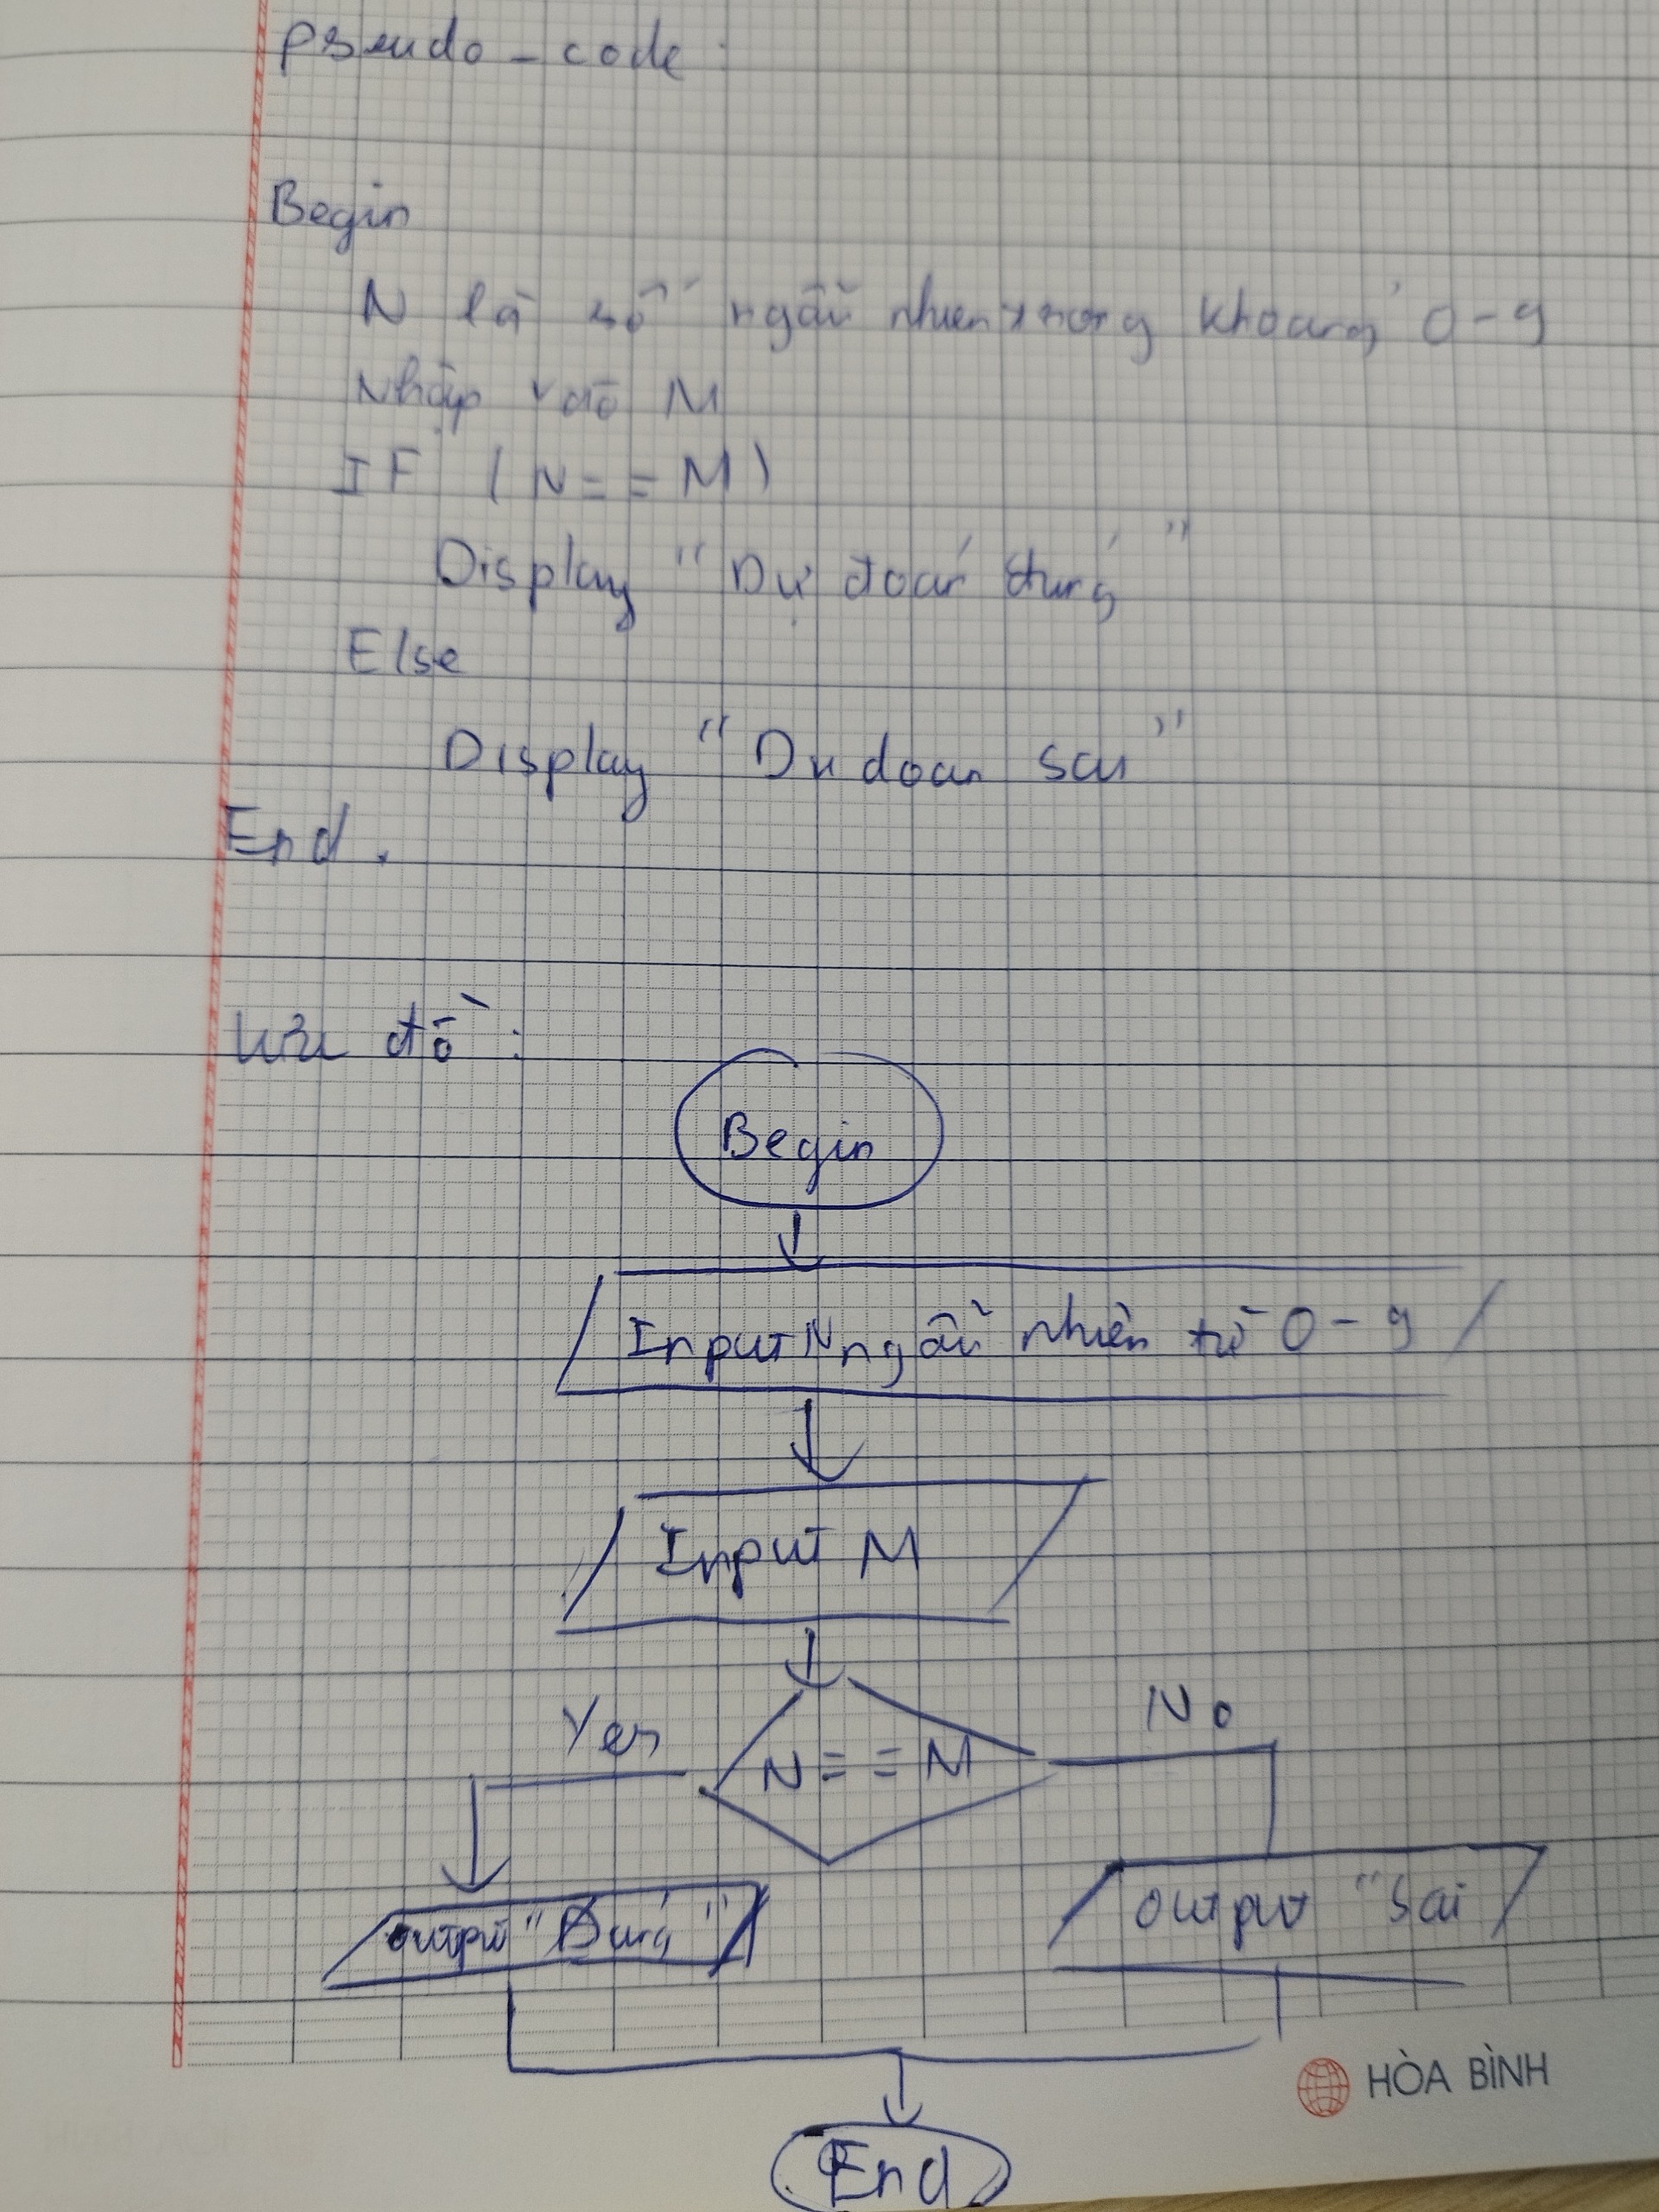 Pseudo - code :
Begin
N là số ngẫu nhiên trong khoảng 0 - 9
Nhập vào M
IF ( N = = M )
Display " Dự đoán đúng "
Else
Display " Du doan sai "
End .
Lưu đồ :
Begin
Input N ngẫu nhiên từ 0 - 9
Input M
Yes
N = = M
No
output " Đúng "
output " Sai
HÒA BÌNH
End